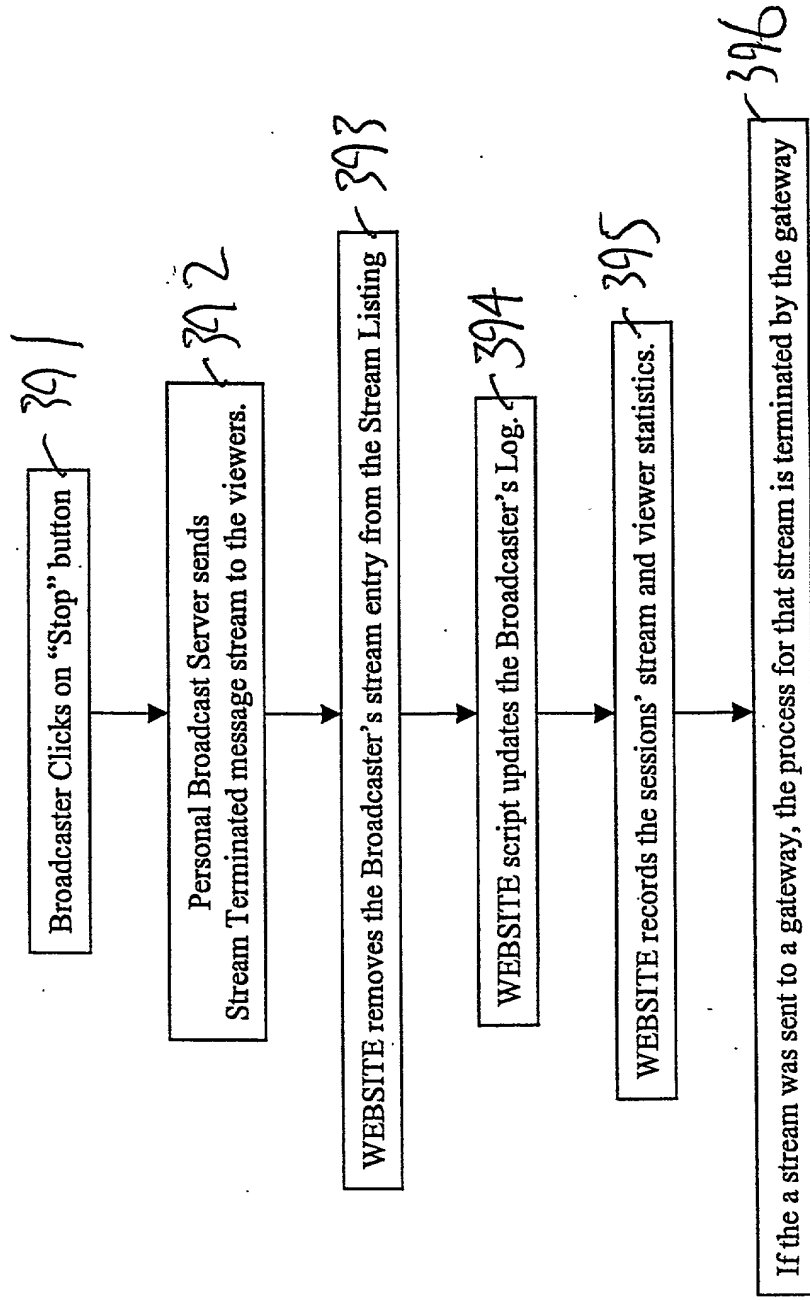 Broadcaster Clicks on “Stop” button 391
Personal Broadcast Server sends
Stream Terminated message stream to the viewers. 392
WEBSITE removes the Broadcaster's stream entry from the Stream Listing 393
WEBSITE script updates the Broadcaster's Log. 394
WEBSITE records the sessions' stream and viewer statistics. 395
If the a stream was sent to a gateway, the process for that stream is terminated by the gateway 396